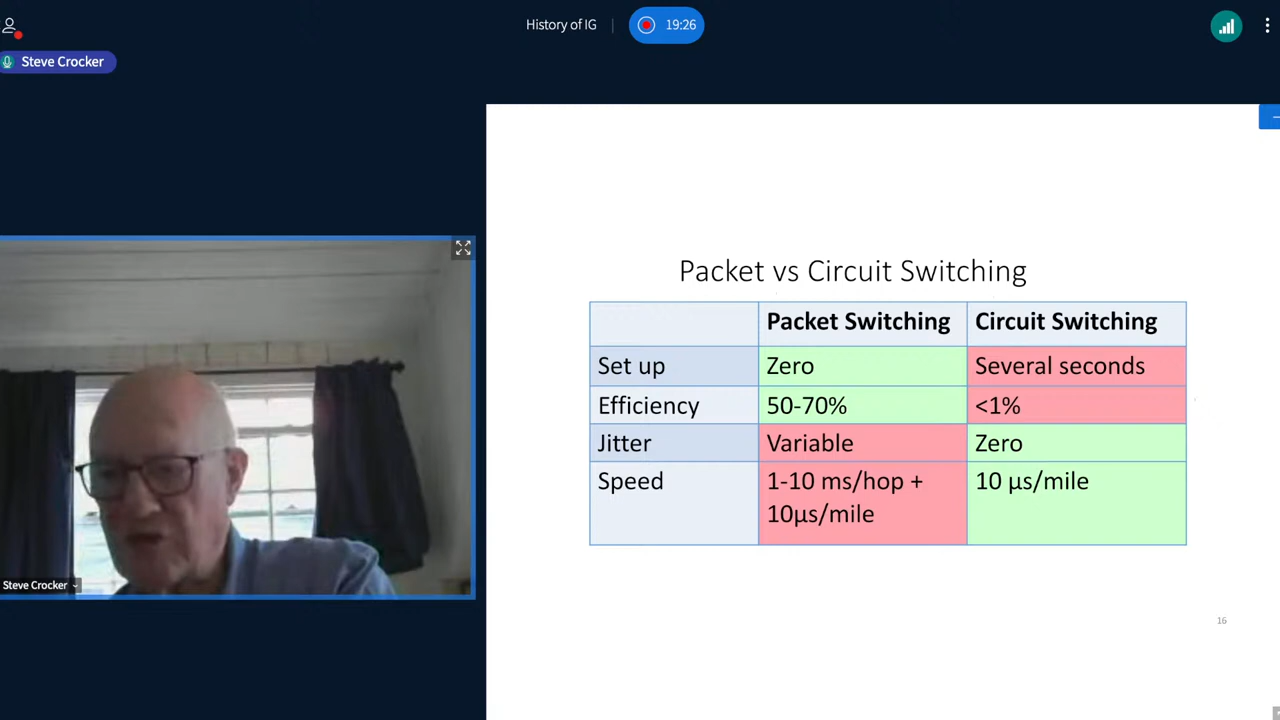 History of IG
19:26
Steve Crocker
Packet vs Circuit Switching
Packet Switching Circuit Switching
Set up Zero Several seconds
Efficiency 50-70% <1%
Jitter Variable Zero
Speed 1-10 ms/hop + 10 µs/mile
10µs/mile
Steve Crocker
16